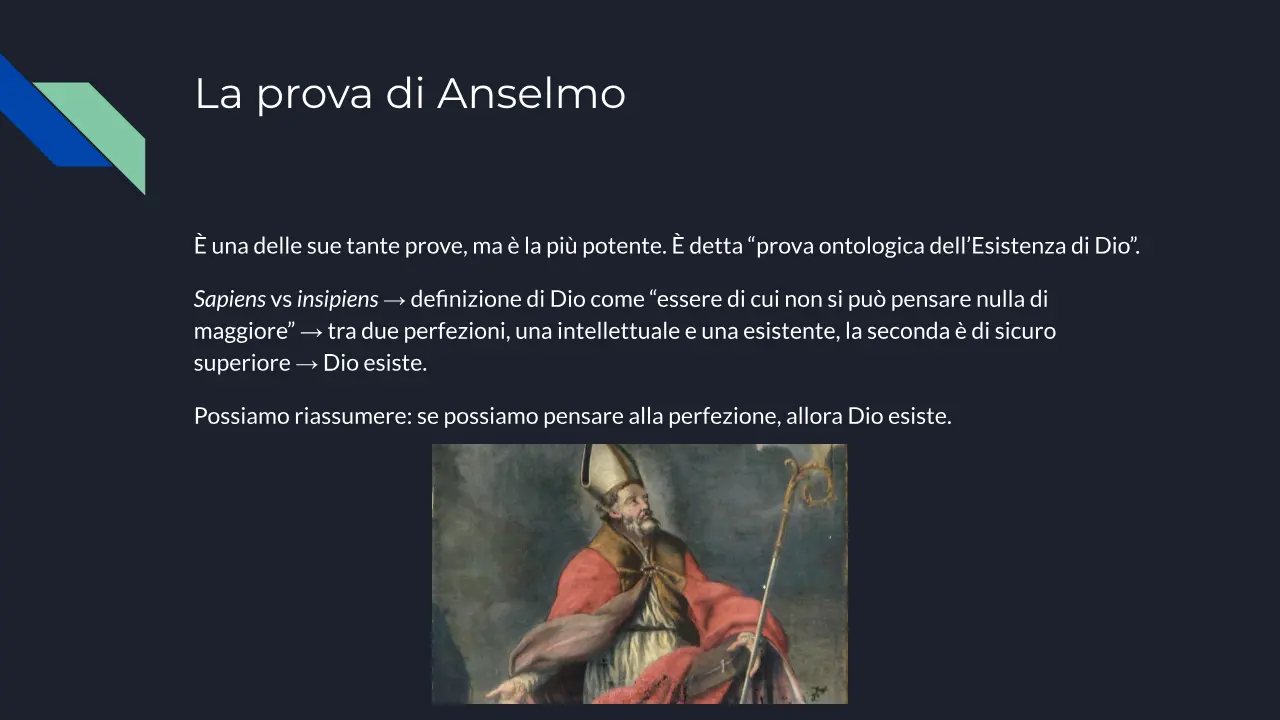 La prova di Anselmo
È una delle sue tante prove, ma è la più potente. È detta “prova ontologica dell’Esistenza di Dio”.
Sapiens vs insipiens → definizione di Dio come “essere di cui non si può pensare nulla di
maggiore” → tra due perfezioni, una intellettuale e una esistente, la seconda è di sicuro
superiore → Dio esiste.
Possiamo riassumere: se possiamo pensare alla perfezione, allora Dio esiste.